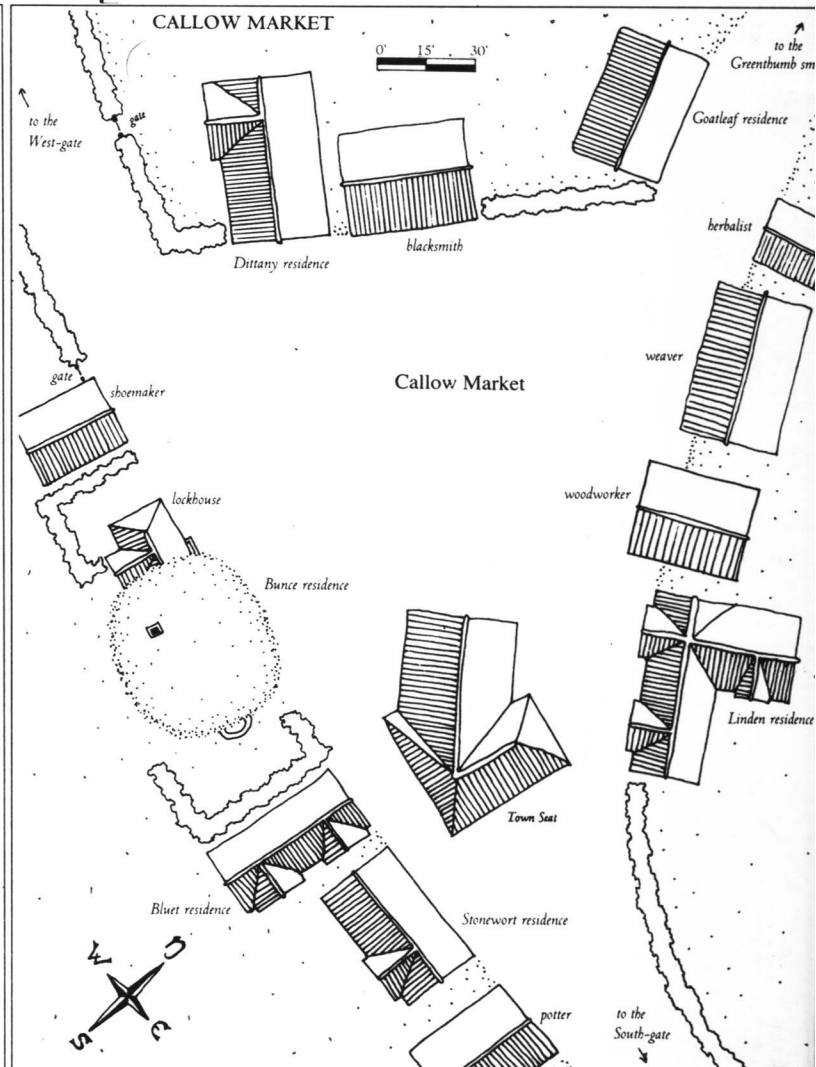 CALLOW MARKET
0' 15' 30'
to the
Greenthumb sm
to the
West-gate
gate
Goatleaf residence
blacksmith
Dittany residence
herbalist
weaver
gate
shoemaker
Callow Market
woodworker
lockhouse
Bunce residence
Linden residence
Town Seat
Bluet residence
Stonewort residence
W
N
S
E
potter
to the
South-gate